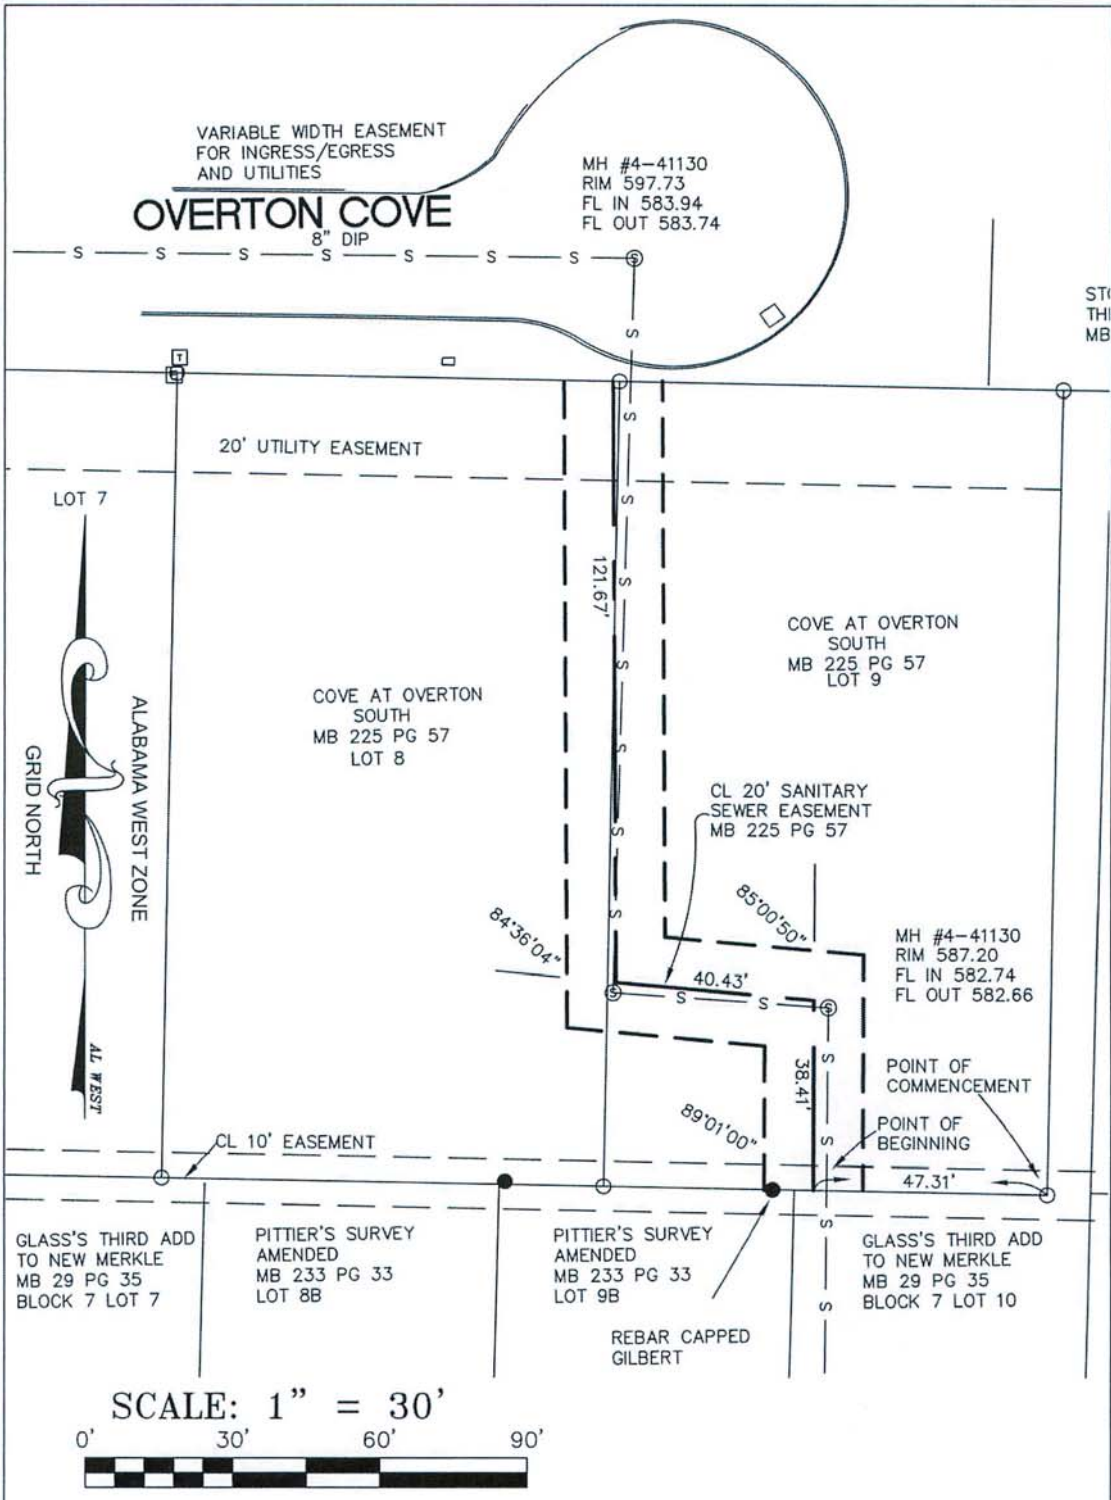 VARIABLE WIDTH EASEMENT
FOR INGRESS/EGRESS
AND UTILITIES
OVERTON COVE
8" DIP
MH #4-41130
RIM 597.73
FL IN 583.94
FL OUT 583.74
S S S S S S S
S
S
T
20' UTILITY EASEMENT
LOT 7
S
S
S
S
S
S
S
121.67'
COVE AT OVERTON
SOUTH
MB 225 PG 57
LOT 9
COVE AT OVERTON
SOUTH
MB 225 PG 57
LOT 8
ALABAMA WEST ZONE
GRID NORTH
AL WEST
CL 20' SANITARY
SEWER EASEMENT
MB 225 PG 57
84°36'04"
85°00'50"
40.43'
S S S S
MH #4-41130
RIM 587.20
FL IN 582.74
FL OUT 582.66
38.41'
S
S
S
S
POINT OF
COMMENCEMENT
POINT OF
BEGINNING
89°01'00"
CL 10' EASEMENT
47.31'
GLASS'S THIRD ADD
TO NEW MERKLE
MB 29 PG 35
BLOCK 7 LOT 7
PITTIER'S SURVEY
AMENDED
MB 233 PG 33
LOT 8B
PITTIER'S SURVEY
AMENDED
MB 233 PG 33
LOT 9B
GLASS'S THIRD ADD
TO NEW MERKLE
MB 29 PG 35
BLOCK 7 LOT 10
REBAR CAPPED
GILBERT
SCALE: 1" = 30'
0' 30' 60' 90'